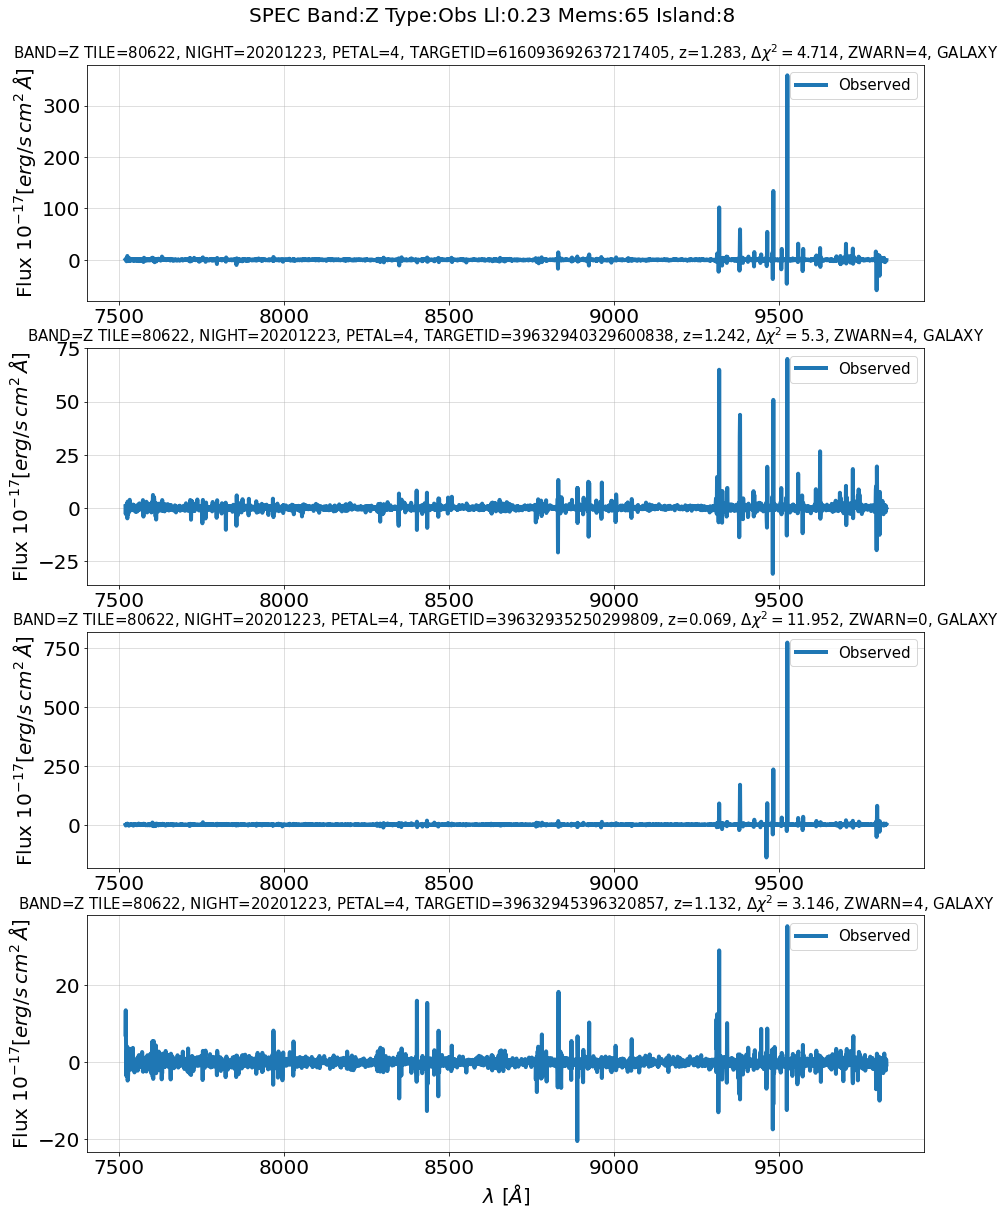 SPEC Band:Z Type:Obs Ll:0.23 Mems:65 Island:8
BAND=Z TILE=80622, NIGHT=20201223, PETAL=4, TARGETID=616093692637217405, z=1.283, Δχ² = 4.714, ZWARN=4, GALAXY
Observed
Flux 10⁻¹⁷[erg/s cm² Å]
300
200
100
0
7500 8000 8500 9000 9500
BAND=Z TILE=80622, NIGHT=20201223, PETAL=4, TARGETID=39632940329600838, z=1.242, Δχ² = 5.3, ZWARN=4, GALAXY
Observed
Flux 10⁻¹⁷[erg/s cm² Å]
75
50
25
0
−25
7500 8000 8500 9000 9500
BAND=Z TILE=80622, NIGHT=20201223, PETAL=4, TARGETID=39632935250299809, z=0.069, Δχ² = 11.952, ZWARN=0, GALAXY
Observed
Flux 10⁻¹⁷[erg/s cm² Å]
750
500
250
0
7500 8000 8500 9000 9500
BAND=Z TILE=80622, NIGHT=20201223, PETAL=4, TARGETID=39632945396320857, z=1.132, Δχ² = 3.146, ZWARN=4, GALAXY
Observed
Flux 10⁻¹⁷[erg/s cm² Å]
20
0
−20
7500 8000 8500 9000 9500
λ [Å]